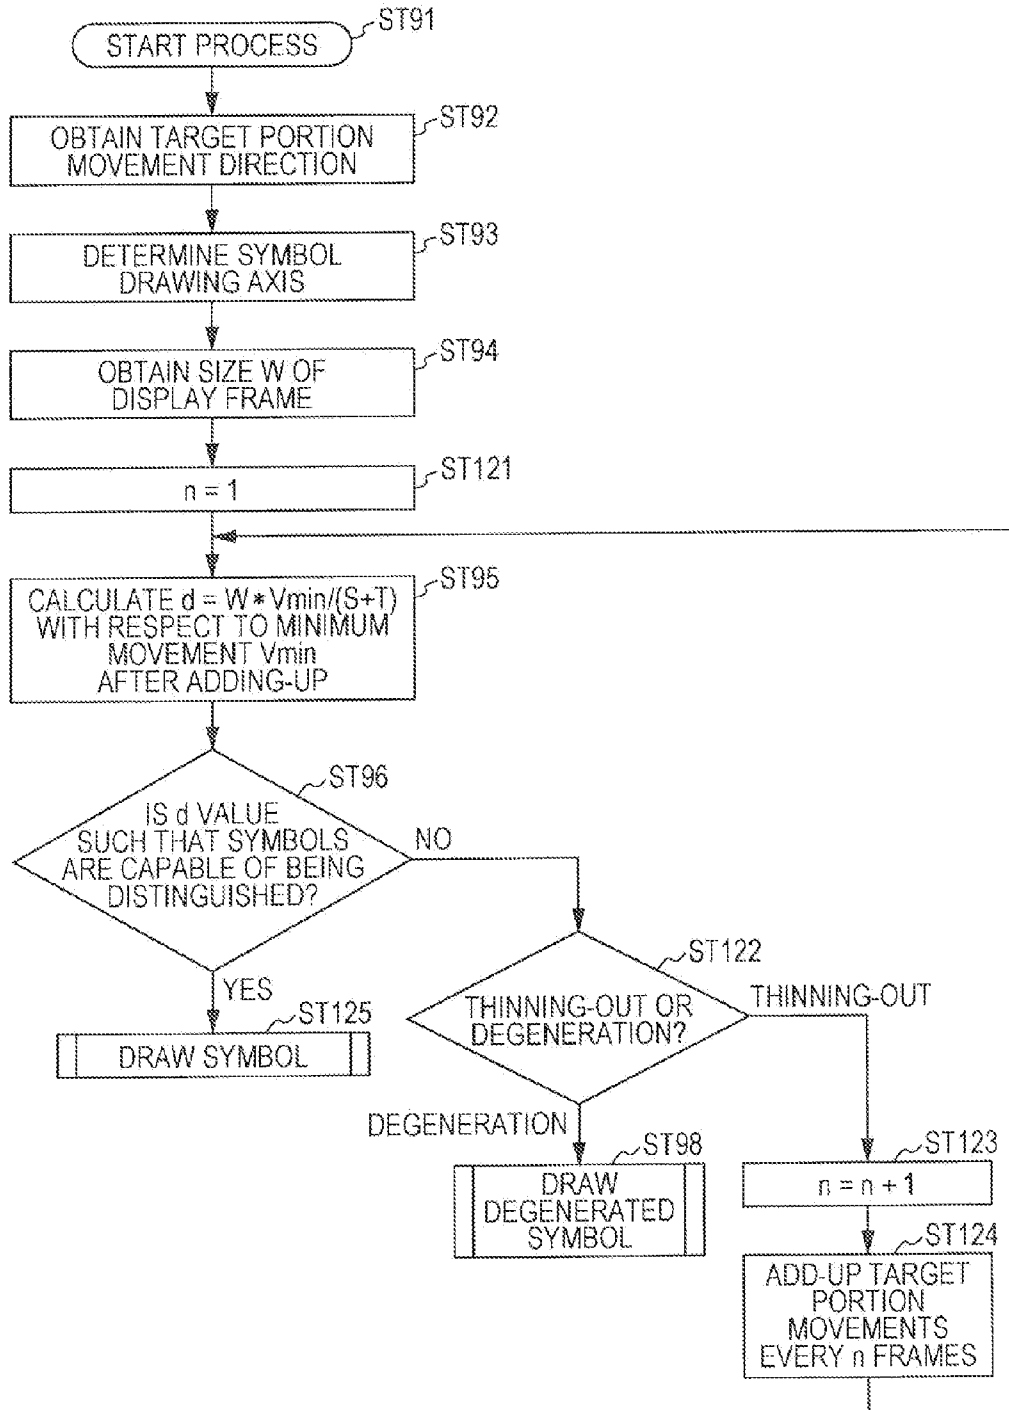 ST91
START PROCESS
ST92
OBTAIN TARGET PORTION
MOVEMENT DIRECTION
ST93
DETERMINE SYMBOL
DRAWING AXIS
ST94
OBTAIN SIZE W OF
DISPLAY FRAME
ST121
n = 1
ST95
CALCULATE d = W * Vmin/(S+T)
WITH RESPECT TO MINIMUM
MOVEMENT Vmin
AFTER ADDING-UP
ST96
IS d VALUE
SUCH THAT SYMBOLS
ARE CAPABLE OF BEING
DISTINGUISHED?
NO
YES
ST125
DRAW SYMBOL
ST122
THINNING-OUT OR
DEGENERATION?
THINNING-OUT
DEGENERATION
ST98
DRAW
DEGENERATED
SYMBOL
ST123
n = n + 1
ST124
ADD-UP TARGET
PORTION
MOVEMENTS
EVERY n FRAMES